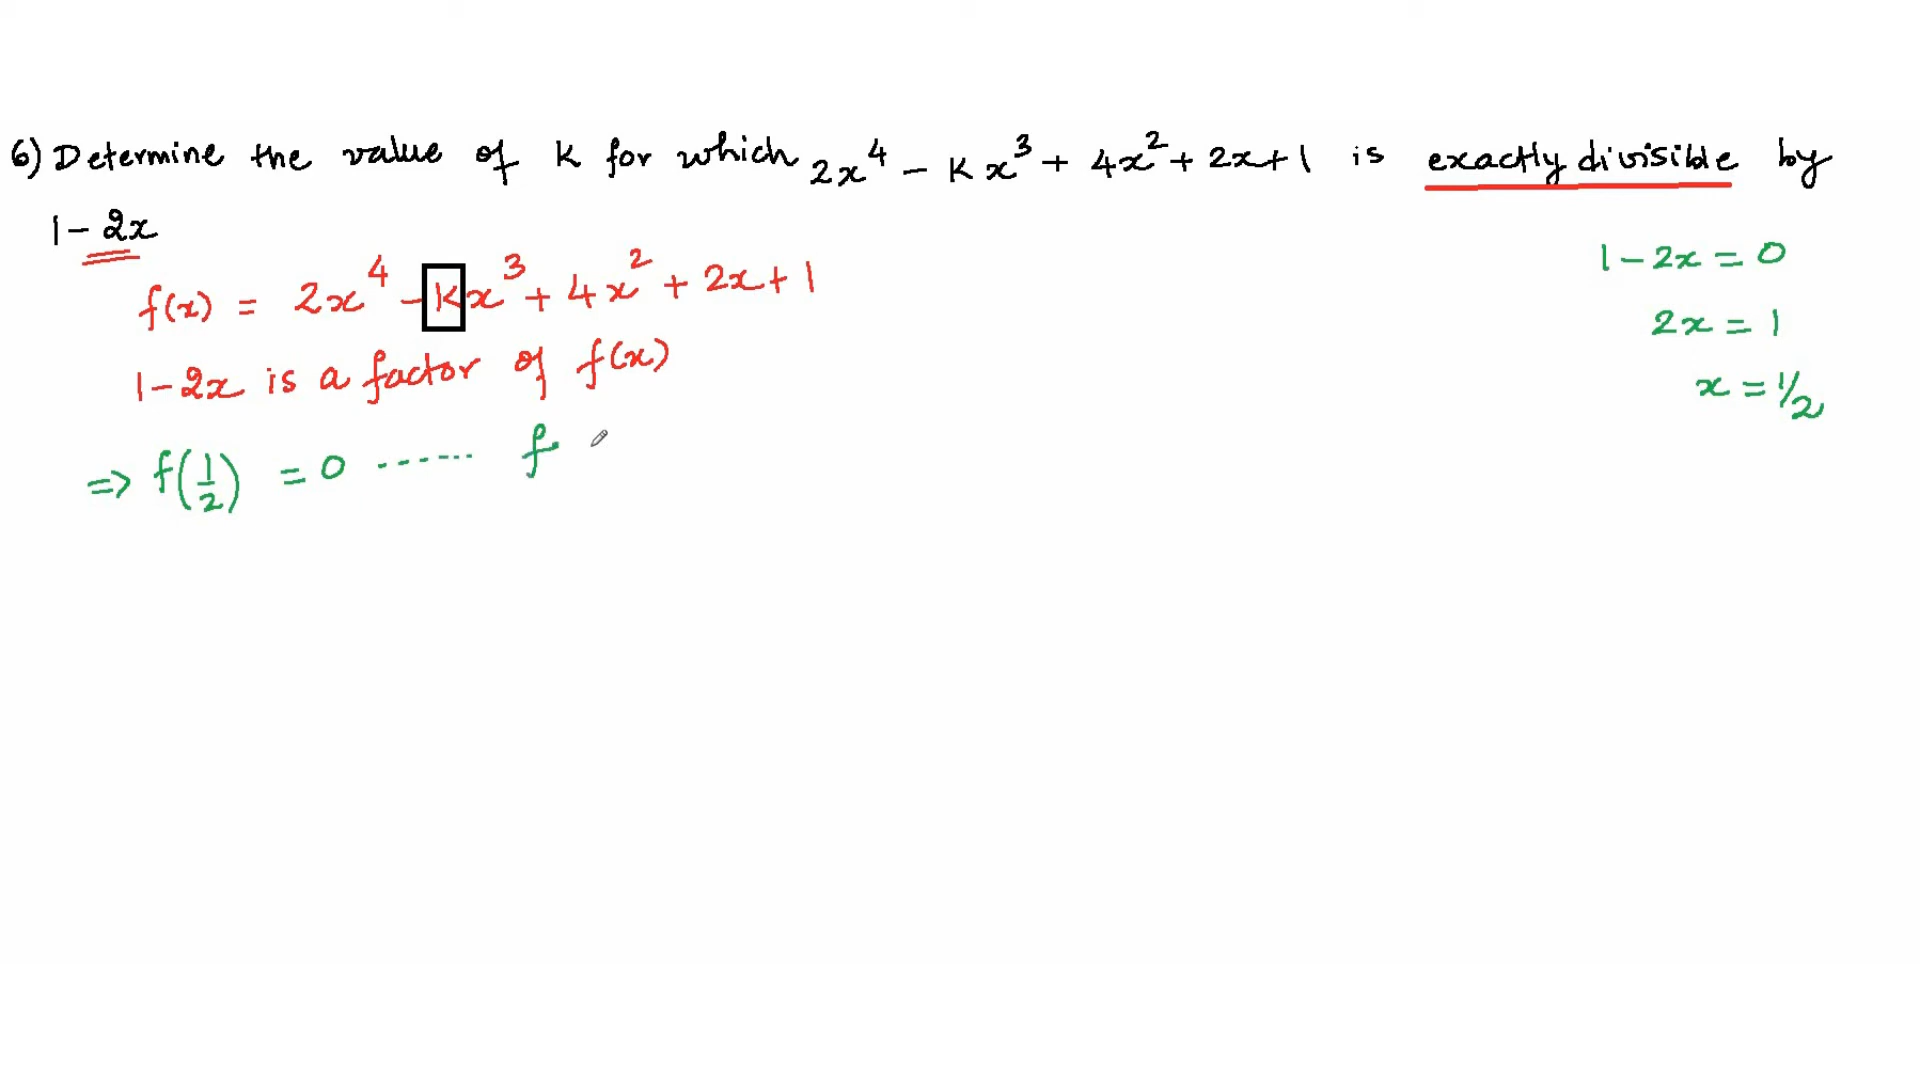 6) Determine the value of K for which 2x⁴ - Kx³ + 4x² + 2x + 1 is exactly divisible by
1 - 2x
1 - 2x = 0
f(x) = 2x⁴ - Kx³ + 4x² + 2x + 1
2x = 1
1 - 2x is a factor of f(x)
x = 1/2
⇒ f(1/2) = 0 ...... f